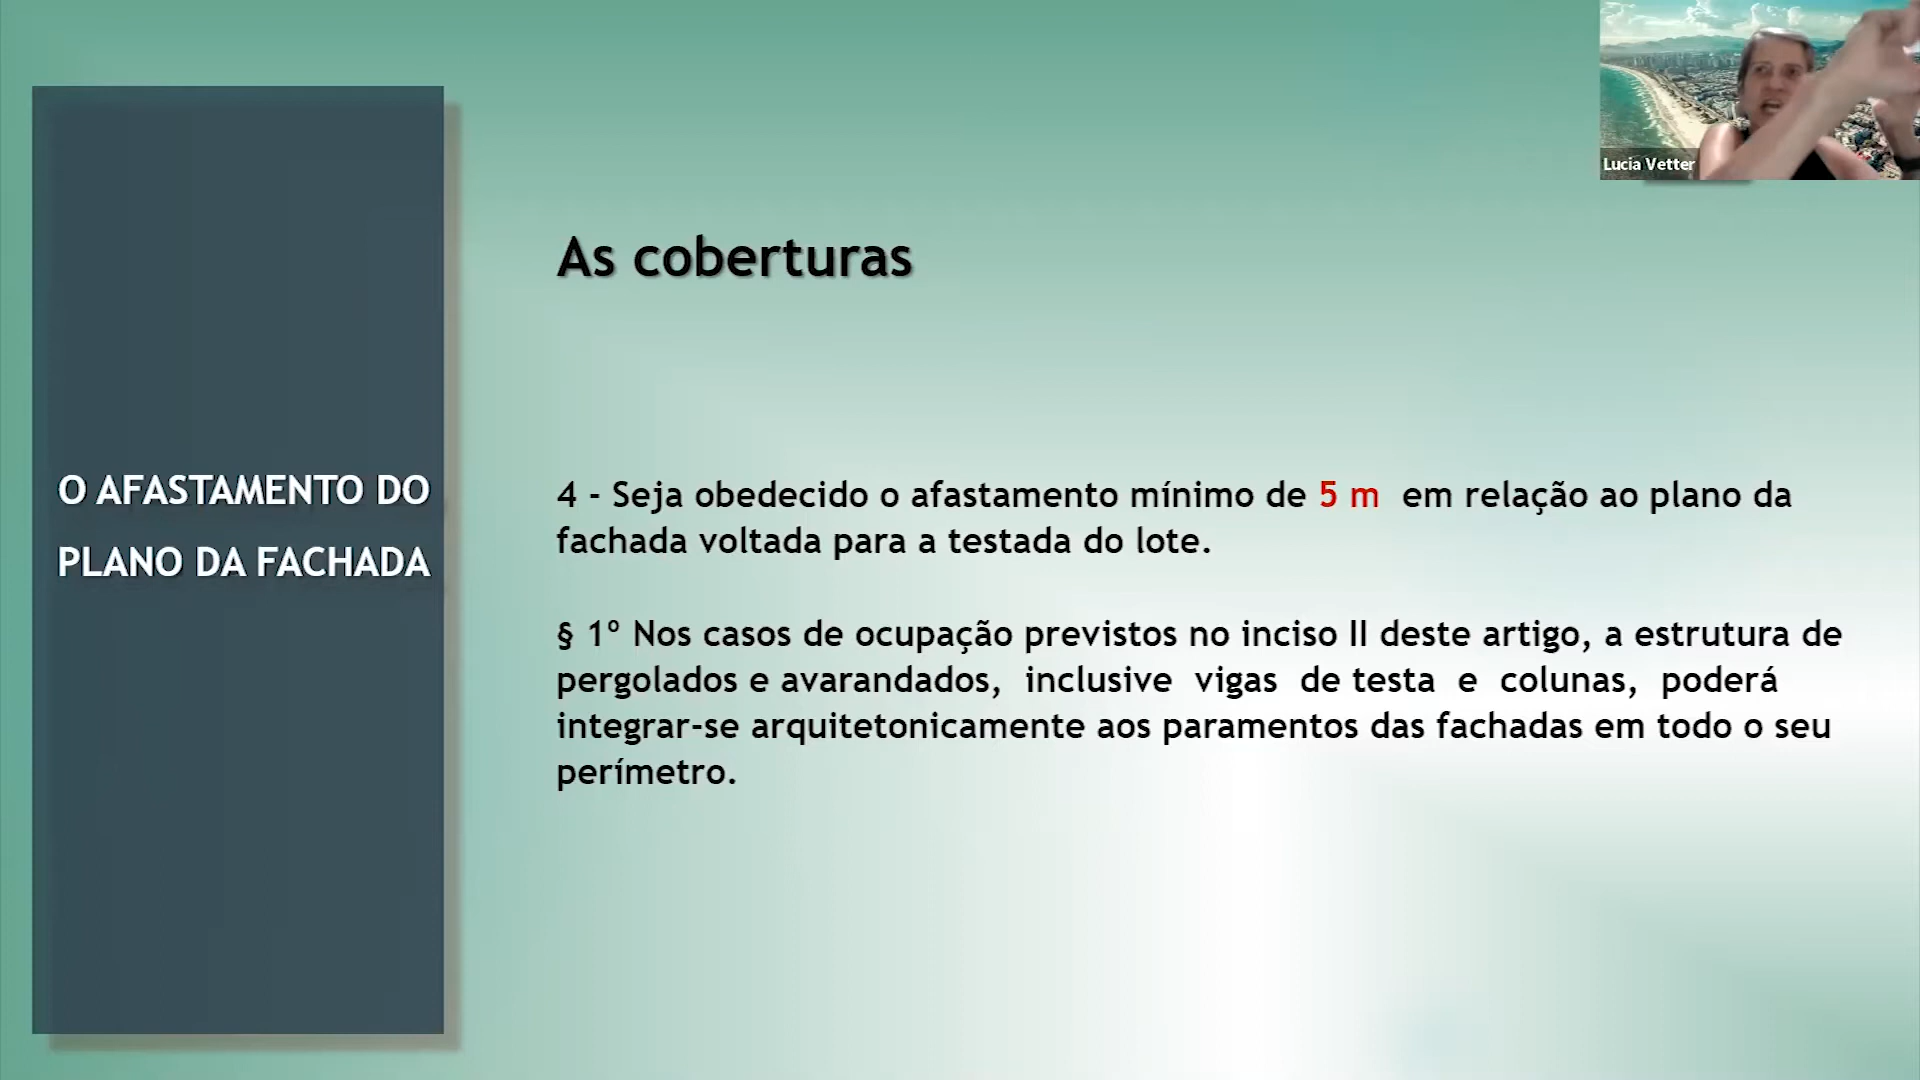 Lucia Vetter
As coberturas
O AFASTAMENTO DO
PLANO DA FACHADA
4 - Seja obedecido o afastamento mínimo de 5 m em relação ao plano da
fachada voltada para a testada do lote.
§ 1º Nos casos de ocupação previstos no inciso II deste artigo, a estrutura de
pergolados e avarandados, inclusive vigas de testa e colunas, poderá
integrar-se arquitetonicamente aos paramentos das fachadas em todo o seu
perímetro.